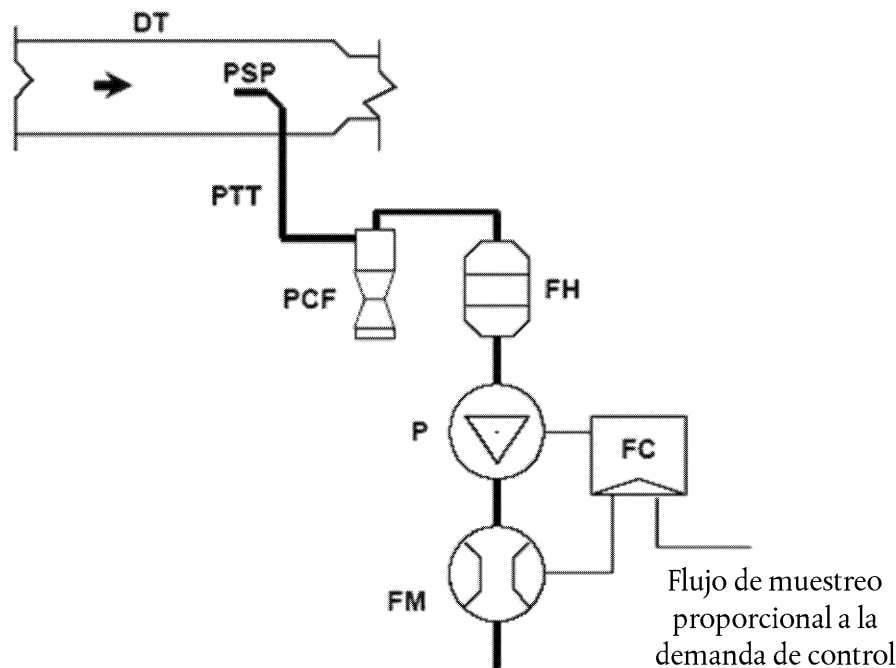 DT
PSP
PTT
PCF
FH
P
FC
FM
Flujo de muestreo
proporcional a la
demanda de control